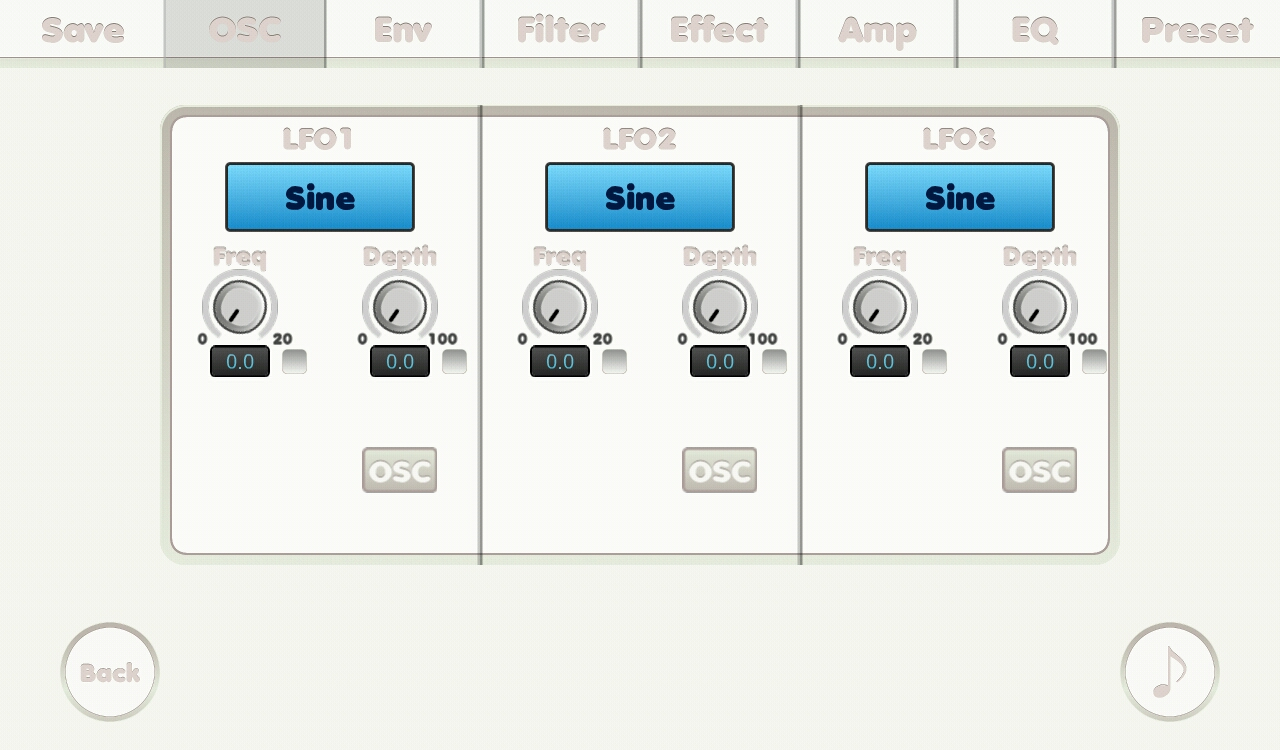 Save OSC Env Filter Effect Amp EQ Preset
LFO1 LFO2 LFO3
Sine Sine Sine
Freq Depth Freq Depth Freq Depth
0 20 0 100 0 20 0 100 0 20 0 100
0.0 0.0 0.0 0.0 0.0 0.0
OSC OSC OSC
Back